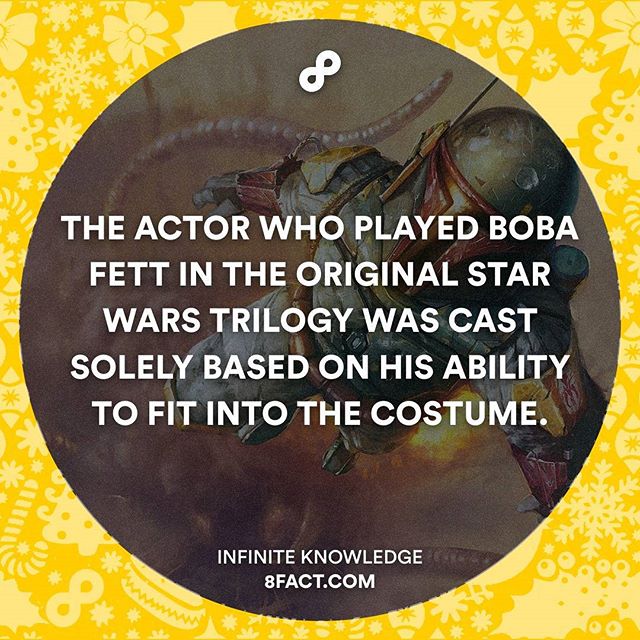 THE ACTOR WHO PLAYED BOBA
FETT IN THE ORIGINAL STAR
WARS TRILOGY WAS CAST
SOLELY BASED ON HIS ABILITY
TO FIT INTO THE COSTUME.
INFINITE KNOWLEDGE
8FACT.COM